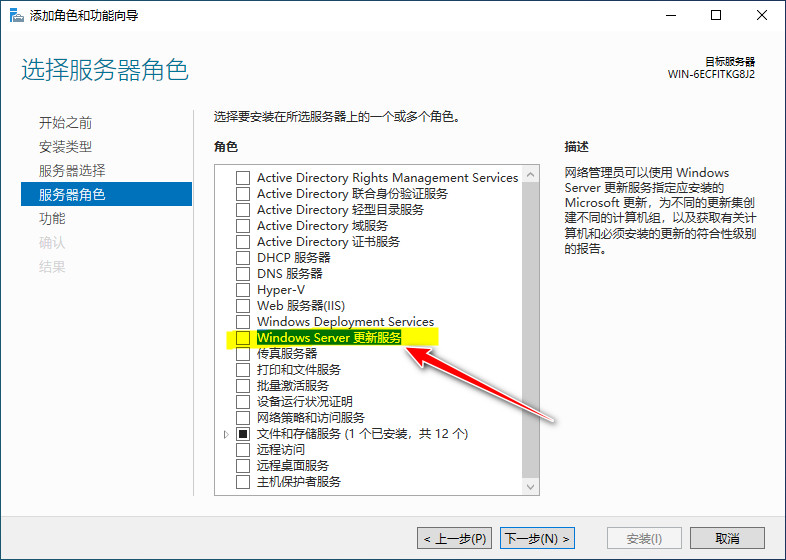 添加角色和功能向导
选择服务器角色
目标服务器
WIN-6ECFITKG8J2
开始之前
安装类型
服务器选择
服务器角色
功能
确认
结果
选择要安装在所选服务器上的一个或多个角色。
角色
Active Directory Rights Management Services
Active Directory 联合身份验证服务
Active Directory 轻型目录服务
Active Directory 域服务
Active Directory 证书服务
DHCP 服务器
DNS 服务器
Hyper-V
Web 服务器(IIS)
Windows Deployment Services
Windows Server 更新服务
传真服务器
打印和文件服务
批量激活服务
设备运行状况证明
网络策略和访问服务
文件和存储服务 (1 个已安装，共 12 个)
远程访问
远程桌面服务
主机保护者服务
描述
网络管理员可以使用 Windows
Server 更新服务指定应安装的
Microsoft 更新，为不同的更新集创
建不同的计算机组，以及获取有关计
算机和必须安装的更新的符合性级别
的报告。
< 上一步(P)
下一步(N) >
安装(I)
取消